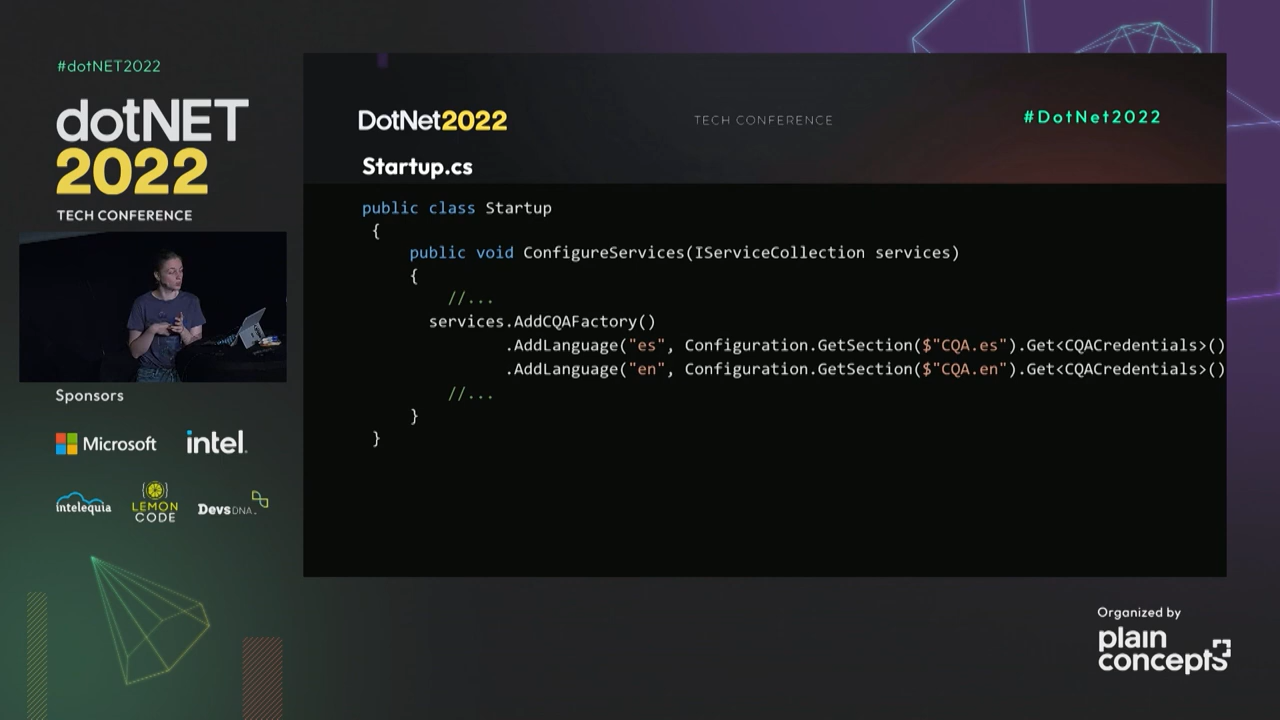 #dotNET2022
dotNET
2022
TECH CONFERENCE
Sponsors
Microsoft
intel.
intelequia
LEMON
CODE
DevsDNA.
DotNet2022
TECH CONFERENCE
#DotNet2022
Startup.cs
public class Startup
{
public void ConfigureServices(IServiceCollection services)
{
//...
services.AddCQAFactory()
.AddLanguage("es", Configuration.GetSection($"CQA.es").Get<CQACredentials>()
.AddLanguage("en", Configuration.GetSection($"CQA.en").Get<CQACredentials>()
//...
}
}
Organized by
plain
concepts